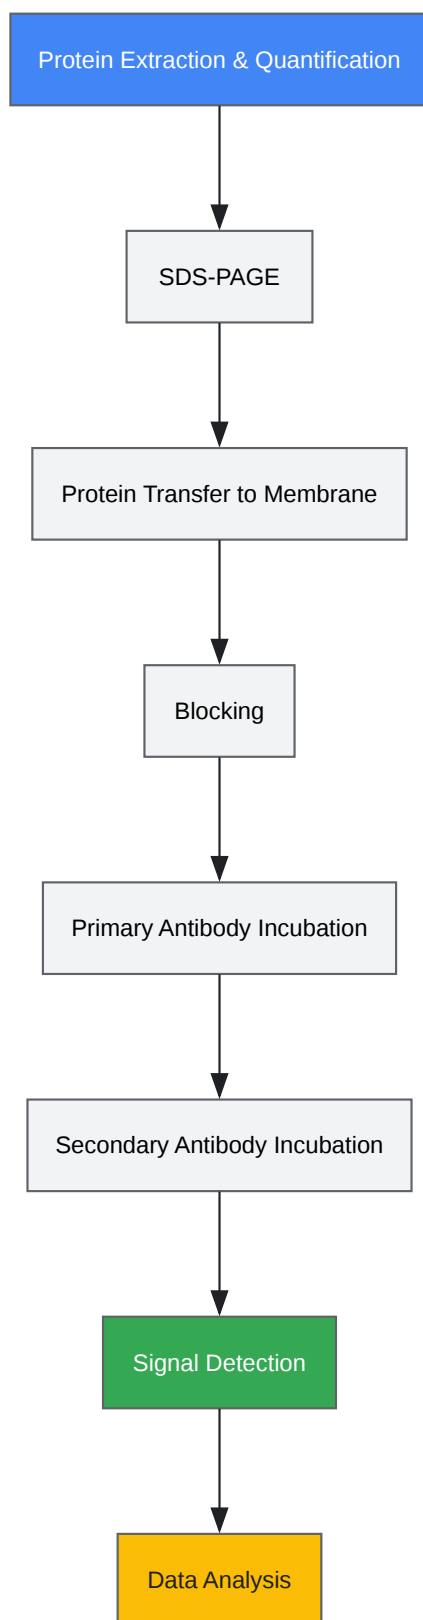 Protein Extraction & Quantification
SDS-PAGE
Protein Transfer to Membrane
Blocking
Primary Antibody Incubation
Secondary Antibody Incubation
Signal Detection
Data Analysis